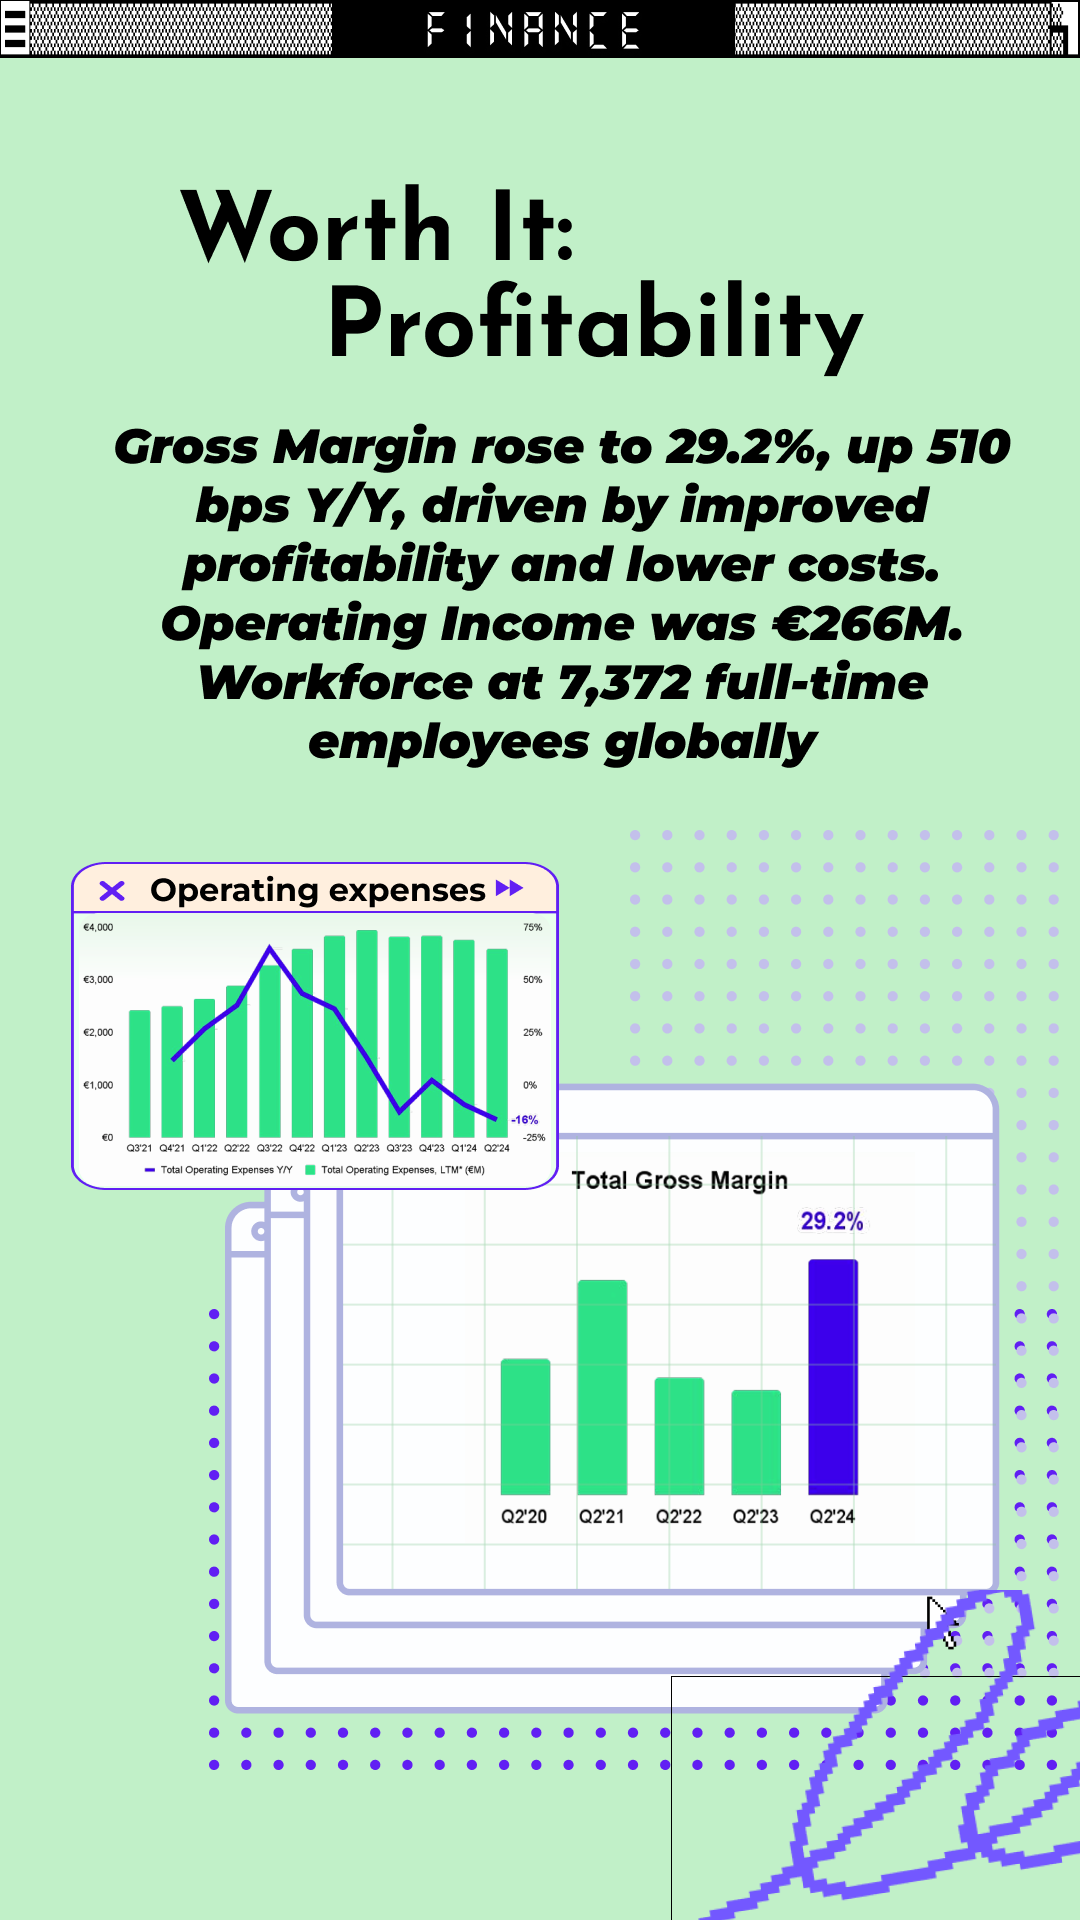 FINANCE
Worth It:
Profitability
Gross Margin rose to 29.2%, up 510
bps Y/Y, driven by improved
profitability and lower costs.
Operating Income was €266M.
Workforce at 7,372 full-time
employees globally
Operating expenses
€4,000
€3,000
€2,000
€1,000
€0
75%
50%
25%
0%
-25%
-16%
Q3'21 Q4'21 Q1'22 Q2'22 Q3'22 Q4'22 Q1'23 Q2'23 Q3'23 Q4'23 Q1'24 Q2'24
Total Operating Expenses Y/Y Total Operating Expenses, LTM* (€M)
Total Gross Margin
29.2%
Q2'20 Q2'21 Q2'22 Q2'23 Q2'24